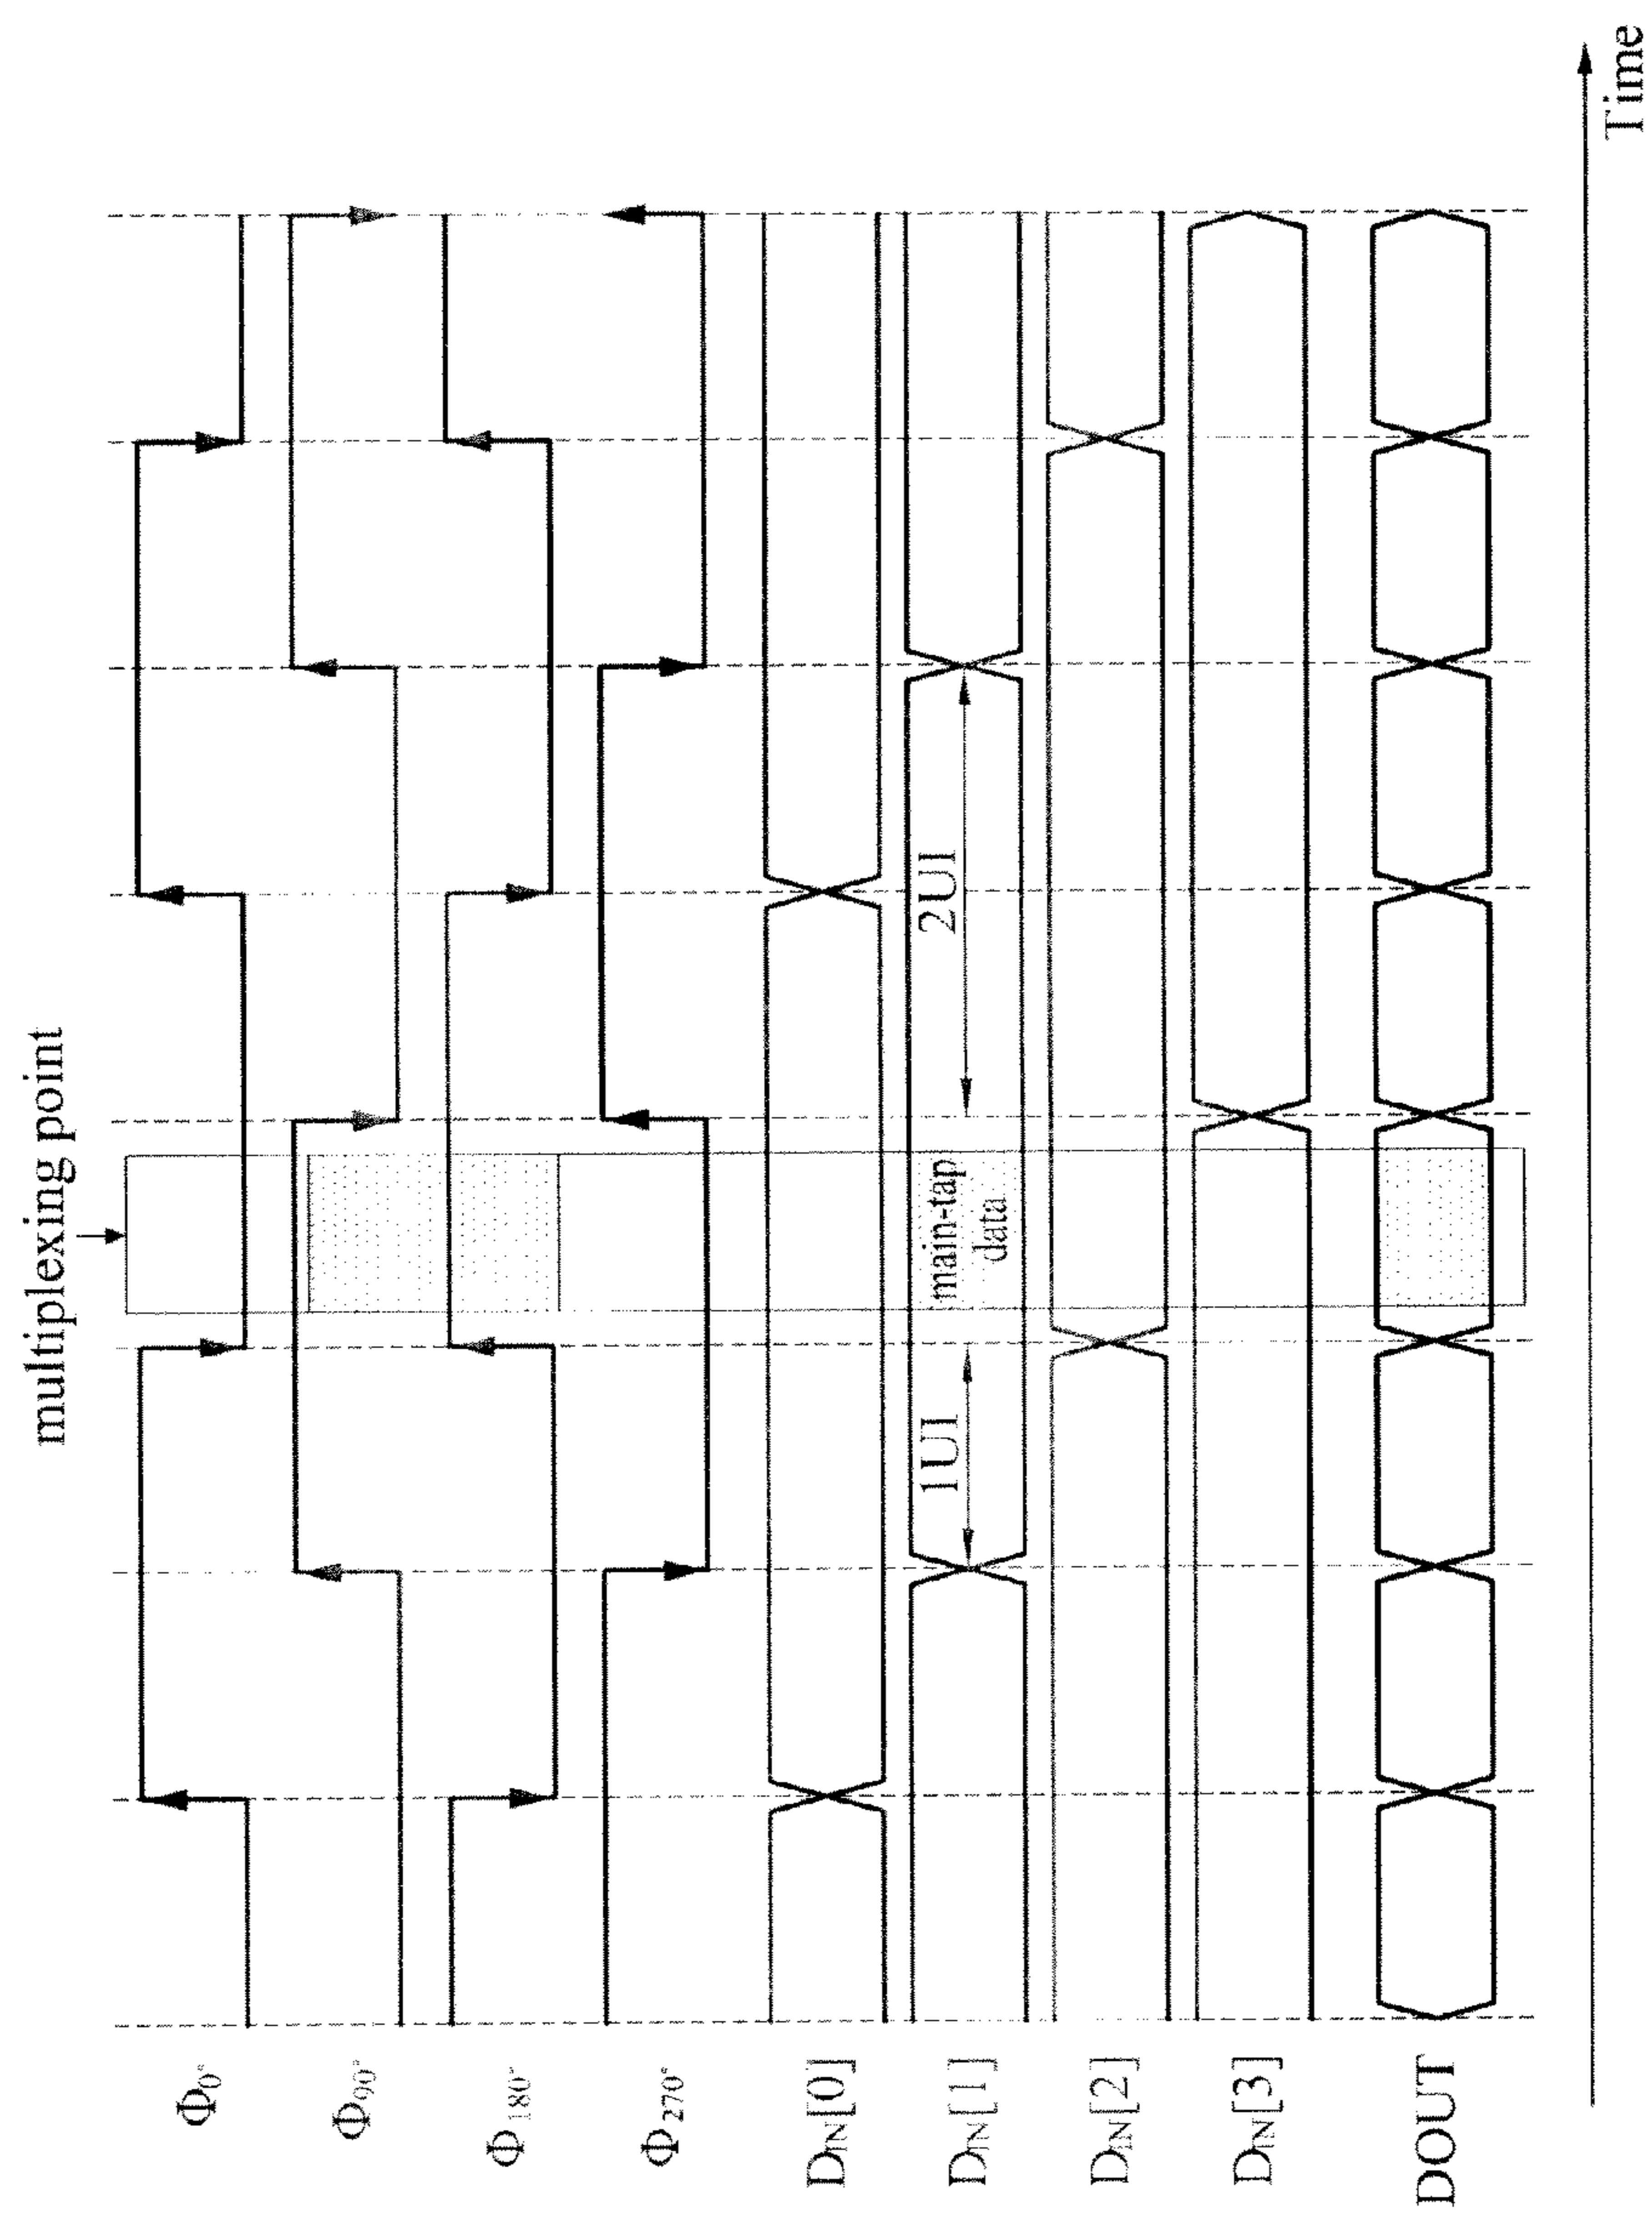 multiplexing point
Φ0°
Φ90°
Φ180°
Φ270°
DIN[0]
DIN[1]
1UI
main-tap
data
2UI
DIN[2]
DIN[3]
DOUT
Time